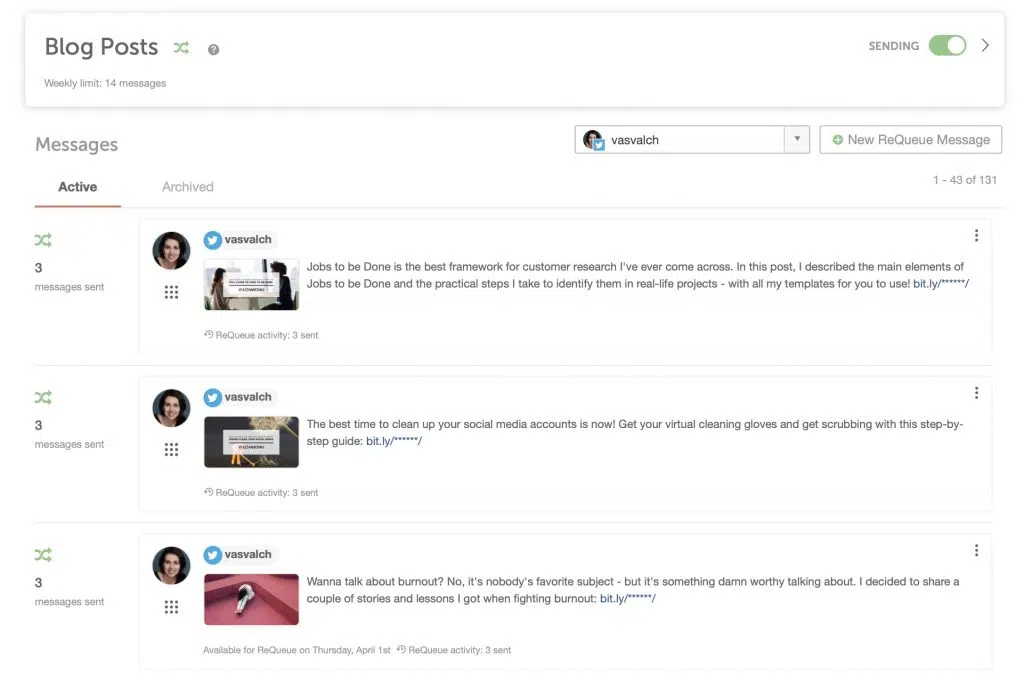 Blog Posts
SENDING
Weekly limit: 14 messages
Messages
vasvalch
New ReQueue Message
Active
Archived
1 - 43 of 131
3
messages sent
vasvalch
Jobs to be Done is the best framework for customer research I've ever come across. In this post, I described the main elements of
Jobs to be Done and the practical steps I take to identify them in real-life projects - with all my templates for you to use! bit.ly/******/
ReQueue activity: 3 sent
3
messages sent
vasvalch
The best time to clean up your social media accounts is now! Get your virtual cleaning gloves and get scrubbing with this step-by-
step guide: bit.ly/******/
ReQueue activity: 3 sent
3
messages sent
vasvalch
Wanna talk about burnout? No, it's nobody's favorite subject - but it's something damn worthy talking about. I decided to share a
couple of stories and lessons I got when fighting burnout: bit.ly/******/
Available for ReQueue on Thursday, April 1st ReQueue activity: 3 sent